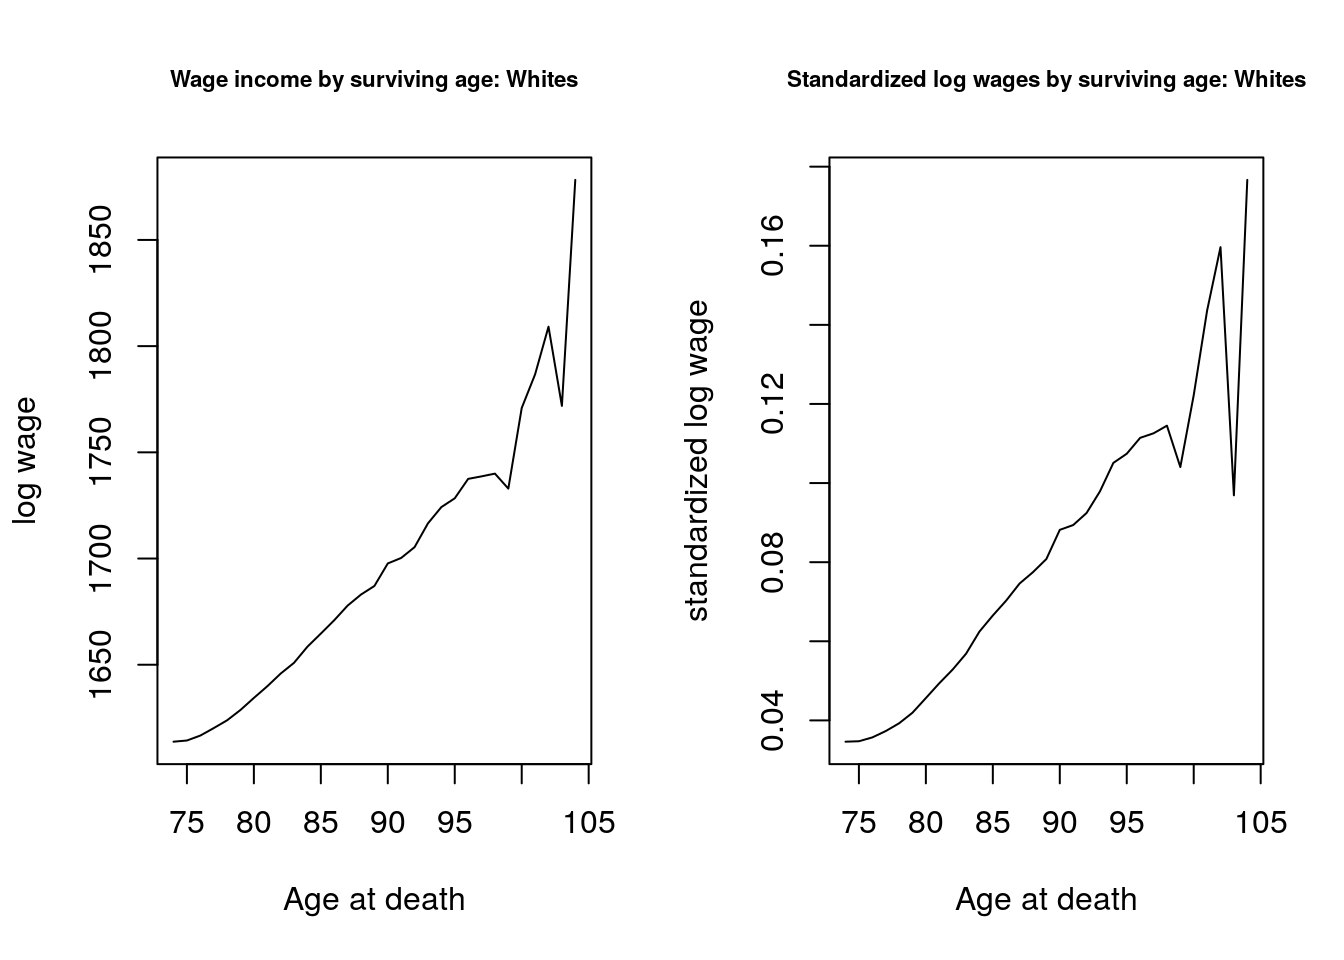 Wage income by surviving age: Whites
log wage
1850
1800
1750
1700
1650
75 80 85 90 95 105
Age at death
Standardized log wages by surviving age: Whites
standardized log wage
0.16
0.12
0.08
0.04
75 80 85 90 95 105
Age at death